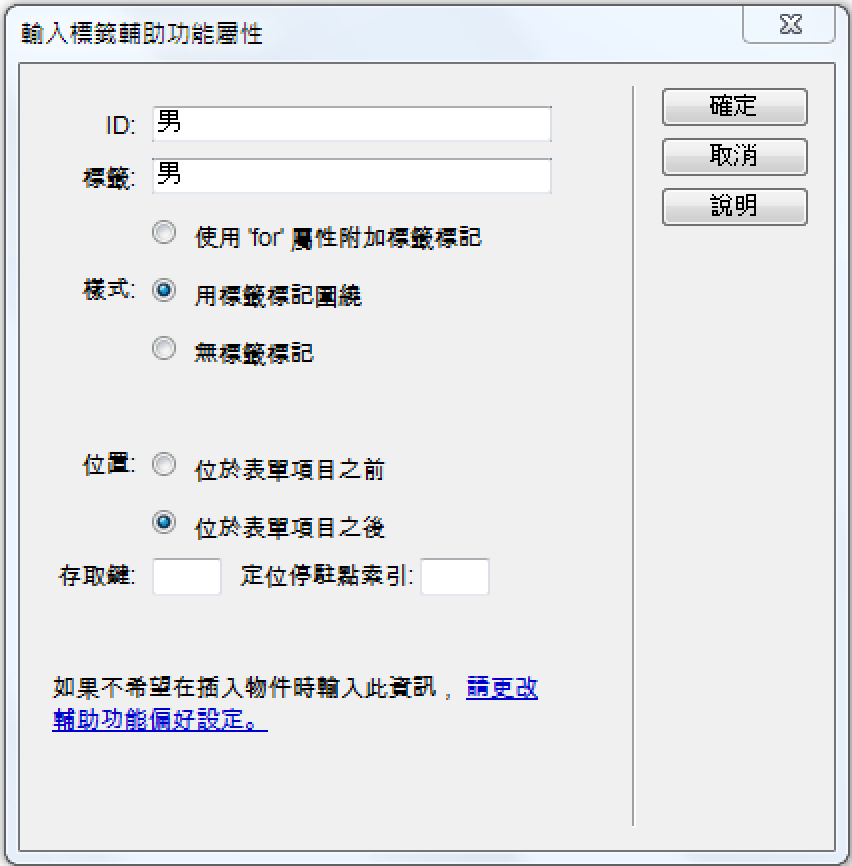 輸入標籤輔助功能屬性
ID: 男
標籤: 男
使用 'for' 屬性附加標籤標記
樣式: 用標籤標記圍繞
無標籤標記
位置: 位於表單項目之前
位於表單項目之後
存取鍵: 定位停駐點索引:
如果不希望在插入物件時輸入此資訊，請更改
輔助功能偏好設定。
確定
取消
說明